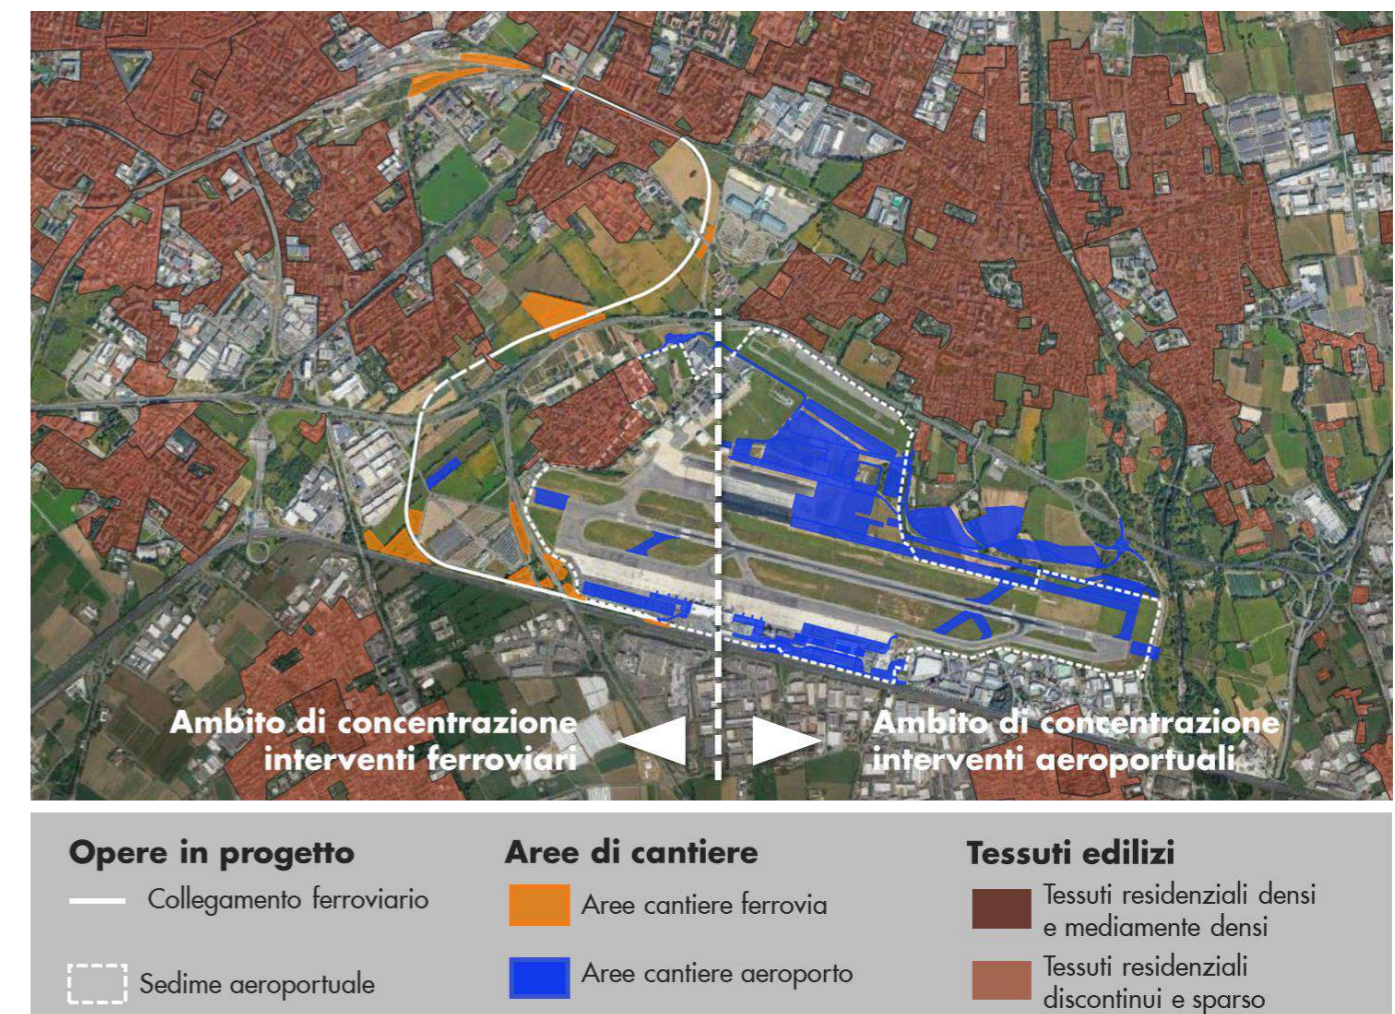 Ambito di concentrazione
interventi ferroviari
Ambito di concentrazione
interventi aeroportuali
Opere in progetto
Collegamento ferroviario
Sedime aeroportuale
Aree di cantiere
Aree cantiere ferrovia
Aree cantiere aeroporto
Tessuti edilizi
Tessuti residenziali densi
e mediamente densi
Tessuti residenziali
discontinui e sparso